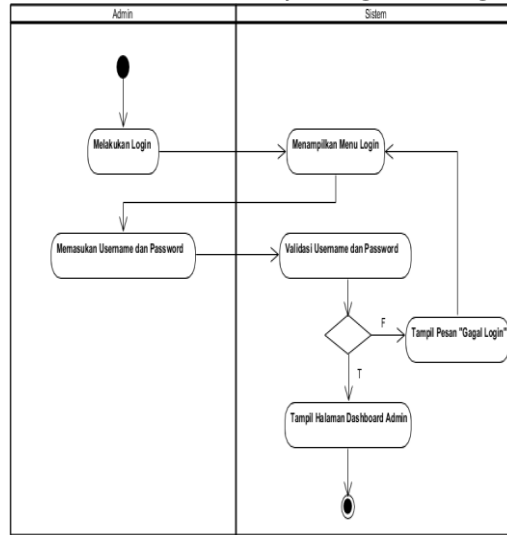 Admin
Sistem
Melakukan Login
Menampilkan Menu Login
Memasukan Username dan Password
Validasi Username dan Password
F
Tampil Pesan "Gagal Login"
T
Tampil Halaman Dashboard Admin